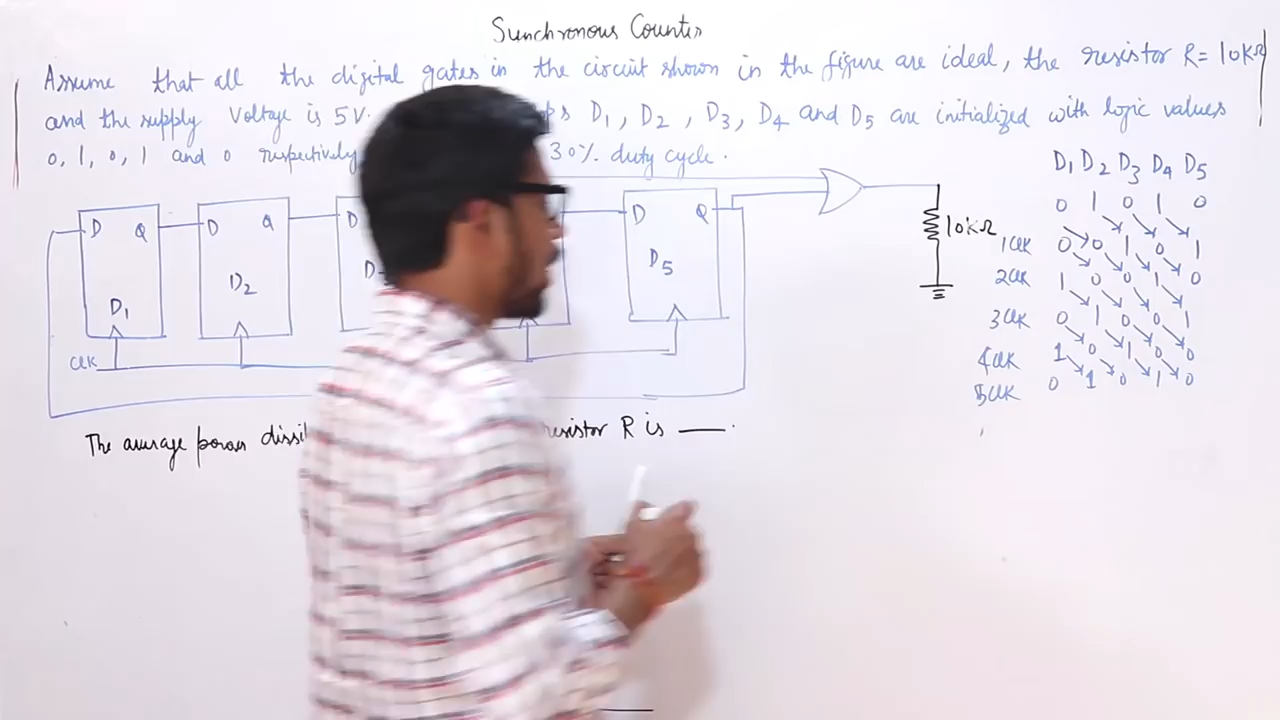 Sunchronous Counter
Assume that all the digital gates in the circuit shown in the figure are ideal, the resistor R = 10kΩ
and the supply voltage is 5V. D1, D2, D3, D4 and D5 are initialized with logic values
0, 1, 0, 1 and 0 respectively 30% duty cycle.
D1 D2 D3 D4 D5
0 1 0 1 0
1CLK 0 0 1 0 1
2CLK 1 0 0 1 0
3CLK 0 1 0 0 1
4CLK 1 0 1 0 0
5CLK 0 1 0 1 0
D Q D Q D D Q
D1 D2 D5
10kΩ
CLK
The average power resistor R is ___.